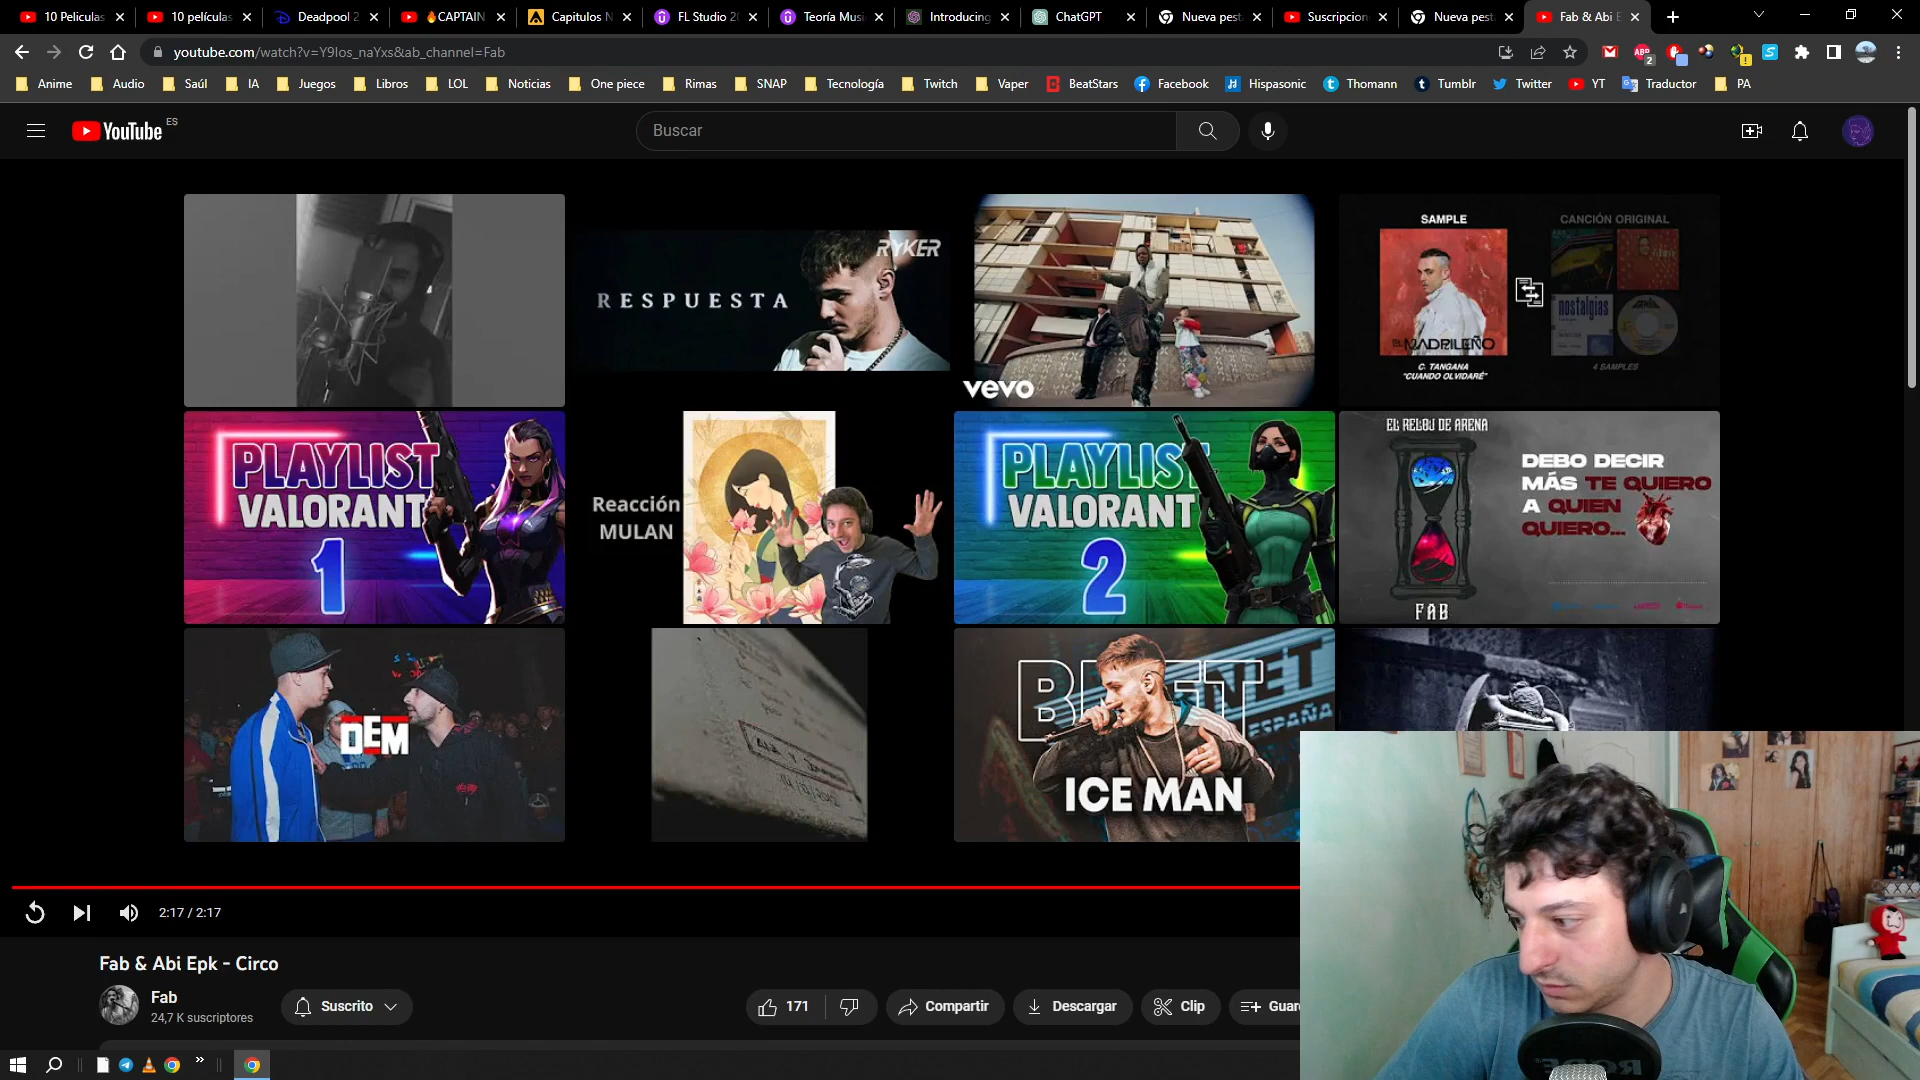 10 Peliculas
10 películas
Deadpool 2
CAPTAIN
Capitulos N
FL Studio 2
Teoría Mus
Introducing
ChatGPT
Nueva pest
Suscripcion
Nueva pest
Fab & Abi E
youtube.com/watch?v=Y9Ios_naYxs&ab_channel=Fab
Anime
Audio
Saúl
IA
Juegos
Libros
LOL
Noticias
One piece
Rimas
SNAP
Tecnología
Twitch
Vaper
BeatStars
Facebook
Hispasonic
Thomann
Tumblr
Twitter
YT
Traductor
PA
YouTube ES
Buscar
RYKER
RESPUESTA
vevo
SAMPLE
CANCIÓN ORIGINAL
EL MADRILEÑO
nostalgias
C. TANGANA
"CUANDO OLVIDARÉ"
4 SAMPLES
PLAYLIST
VALORANT
1
Reacción
MULAN
PLAYLIST
VALORANT
2
EL RELOJ DE ARENA
DEBO DECIR
MÁS TE QUIERO
A QUIEN
QUIERO...
FAB
DEM
ESPAÑA
ICE MAN
2:17 / 2:17
Fab & Abi Epk - Circo
Fab
24,7 K suscriptores
Suscrito
171
Compartir
Descargar
Clip
Guar
RODE